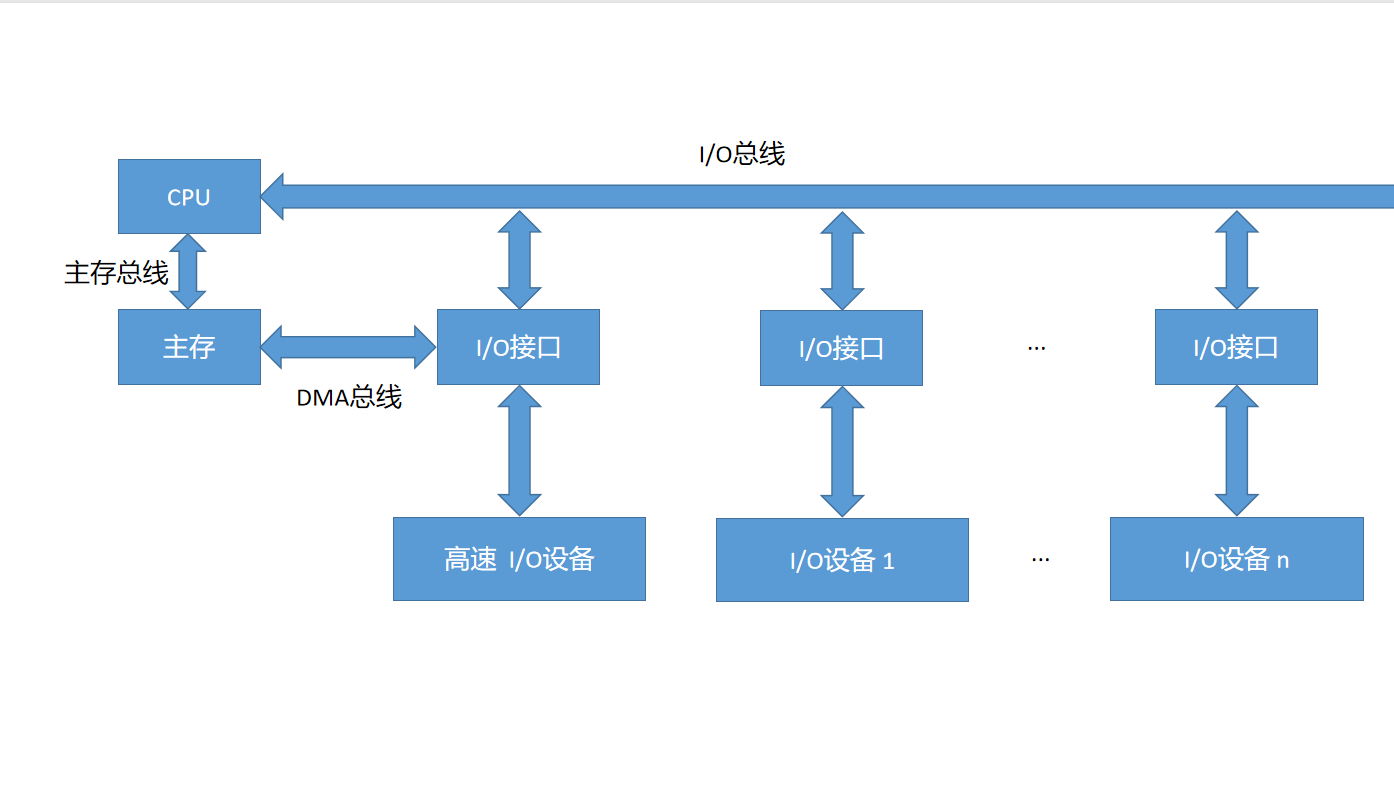 I/O总线
CPU
主存总线
主存
I/O接口
I/O接口
...
I/O接口
DMA总线
高速 I/O设备
I/O设备 1
...
I/O设备 n